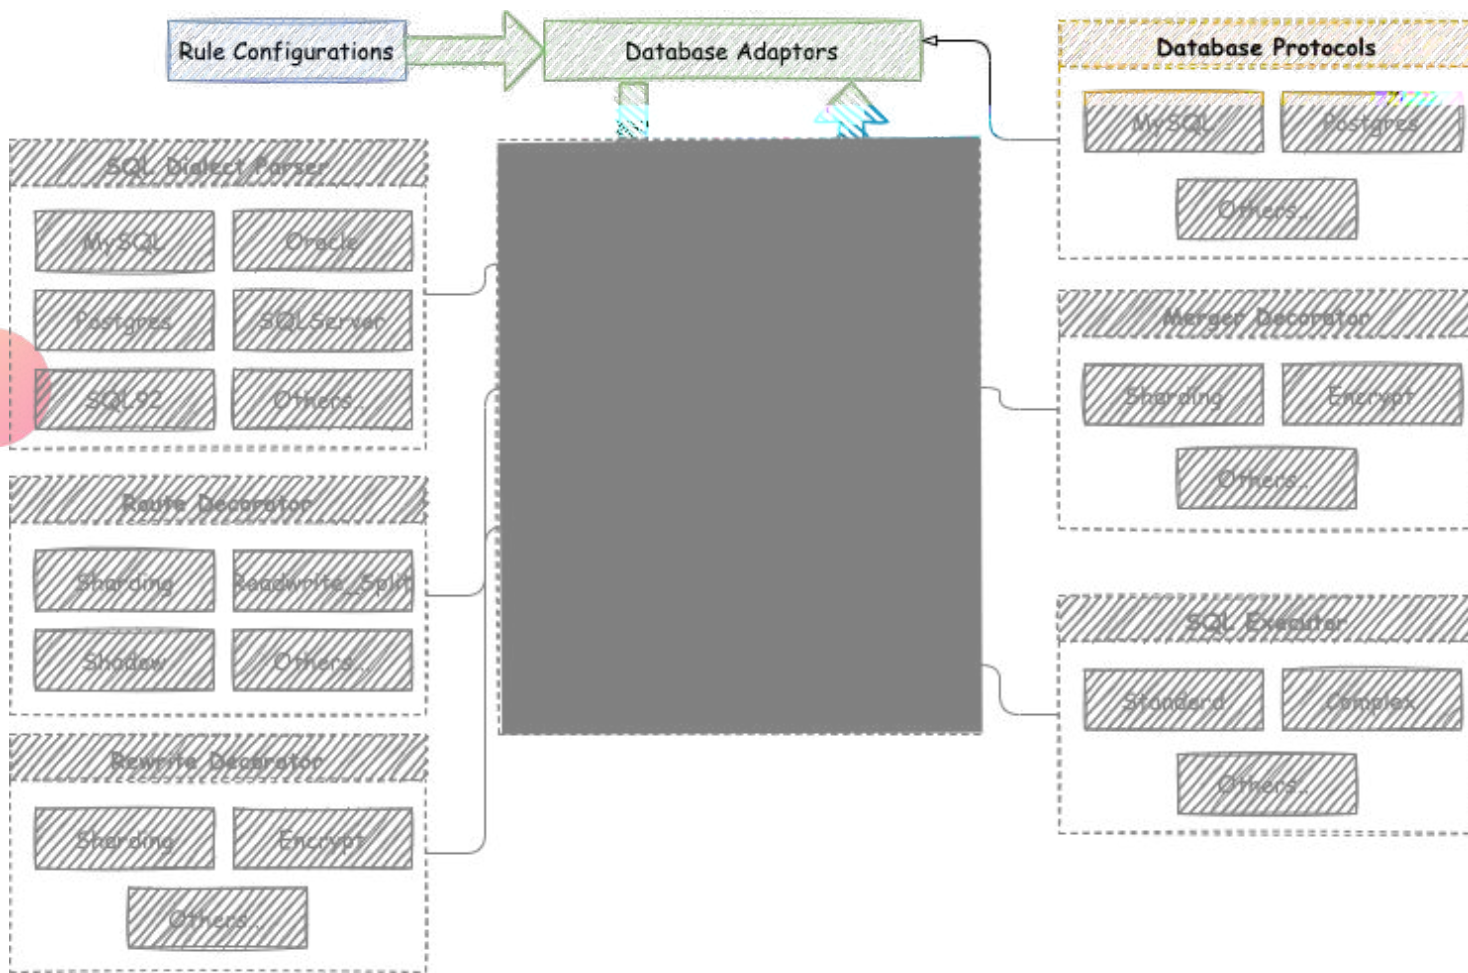 Rule Configurations
Database Adaptors
Database Protocols
MySQL
Postgres
Others..
SQL Dialect Parser
MySQL
Oracle
Postgres
SQLServer
SQL92
Others..
Merger Decorator
Sharding
Encrypt
Others..
Route Decorator
Sharding
Readwrite_Split
Shadow
Others..
SQL Executor
Standard
Complex
Others..
Rewrite Decorator
Sharding
Encrypt
Others..